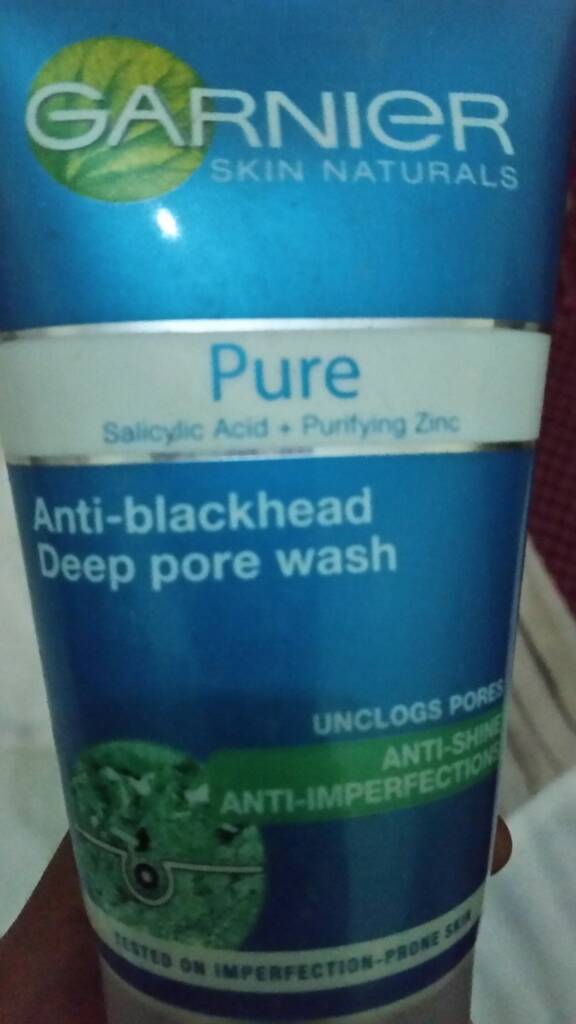 GARNIER
SKIN NATURALS
Pure
Salicylic Acid + Purifying Zinc
Anti-blackhead
Deep pore wash
UNCLOGS PORES
ANTI-SHINE
ANTI-IMPERFECTIONS
TESTED ON IMPERFECTION-PRONE SKIN